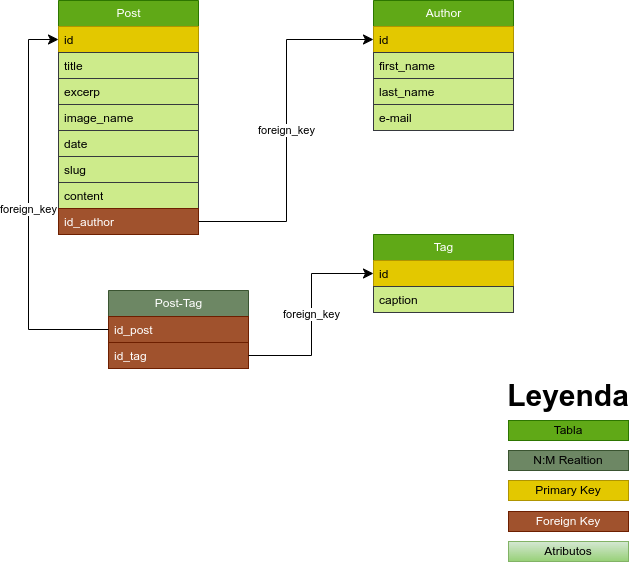 Post
id
title
excerp
image_name
date
slug
content
id_author
foreign_key
foreign_key
Author
id
first_name
last_name
e-mail
Tag
id
caption
foreign_key
Post-Tag
id_post
id_tag
Leyenda
Tabla
N:M Realtion
Primary Key
Foreign Key
Atributos